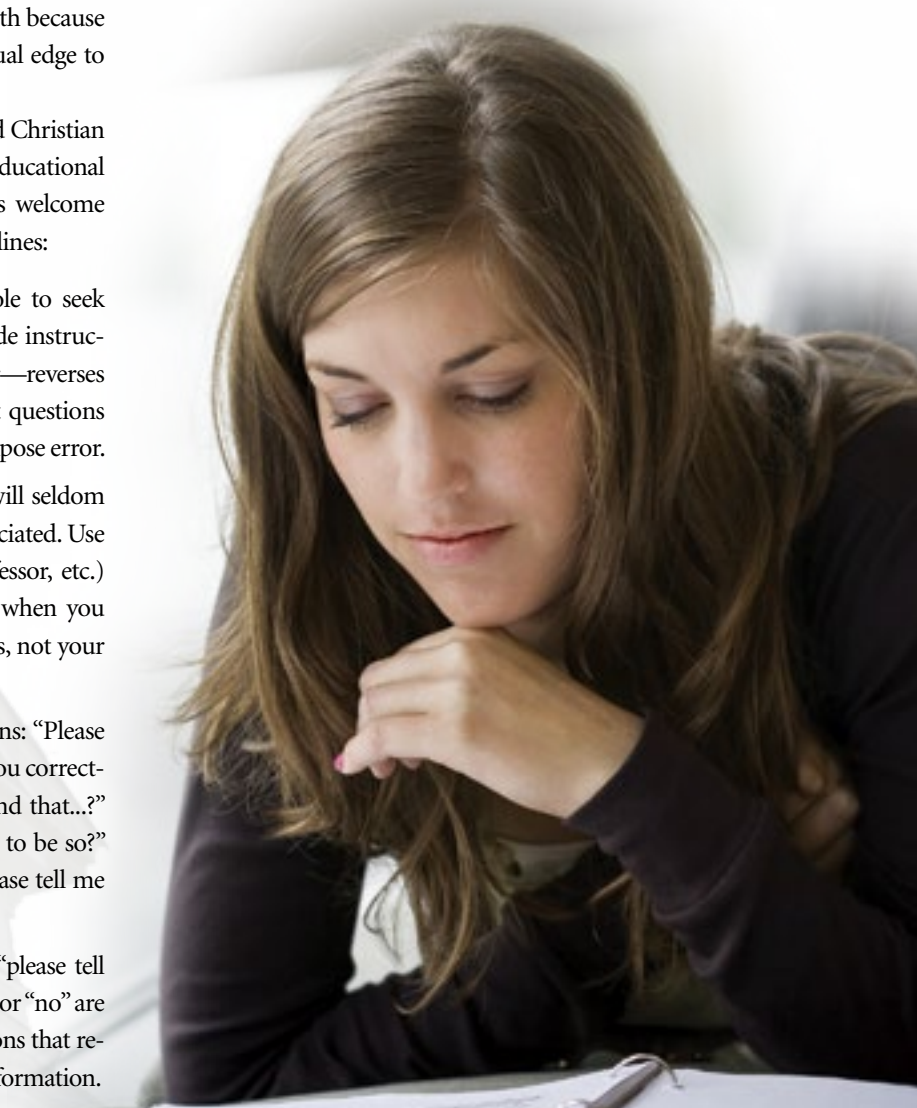 th because
ual edge to
d Christian
ducational
s welcome
lines:
ole to seek
de instruc-
—reverses
t questions
pose error.
vill seldom
ciated. Use
essor, etc.)
when you
s, not your
ns: “Please
ou correct-
nd that...?”
to be so?”
ase tell me
“please tell
or “no” are
ons that re-
formation.